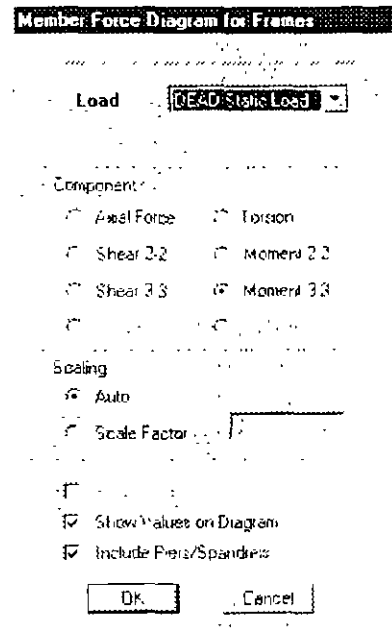 Member Force Diagram for Frames
Load DEAD Static Load
Component
Axial Force Torsion
Shear 2-2 Moment 2-2
Shear 3-3 Moment 3-3
Scaling
Auto
Scale Factor
Show Values on Diagram
Include Piers/Spandrels
OK Cancel